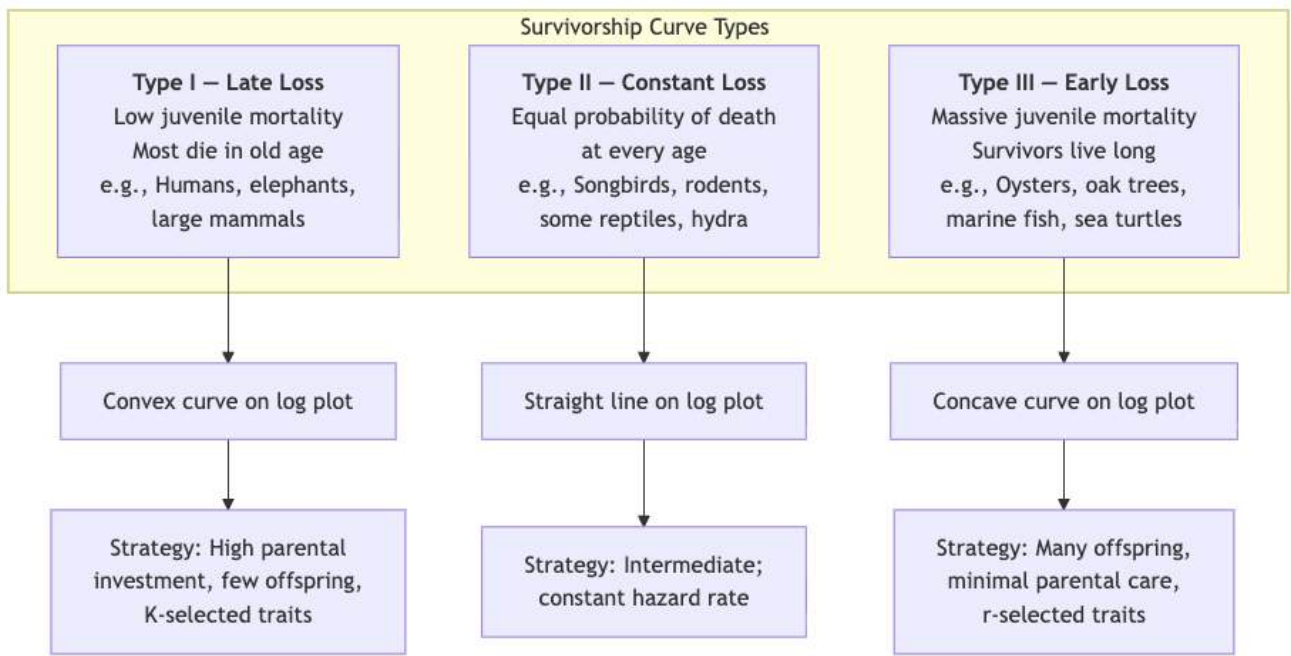 Survivorship Curve Types
Type I — Late Loss
Low juvenile mortality
Most die in old age
e.g., Humans, elephants,
large mammals
Type II — Constant Loss
Equal probability of death
at every age
e.g., Songbirds, rodents,
some reptiles, hydra
Type III — Early Loss
Massive juvenile mortality
Survivors live long
e.g., Oysters, oak trees,
marine fish, sea turtles
Convex curve on log plot
Straight line on log plot
Concave curve on log plot
Strategy: High parental
investment, few offspring,
K-selected traits
Strategy: Intermediate;
constant hazard rate
Strategy: Many offspring,
minimal parental care,
r-selected traits